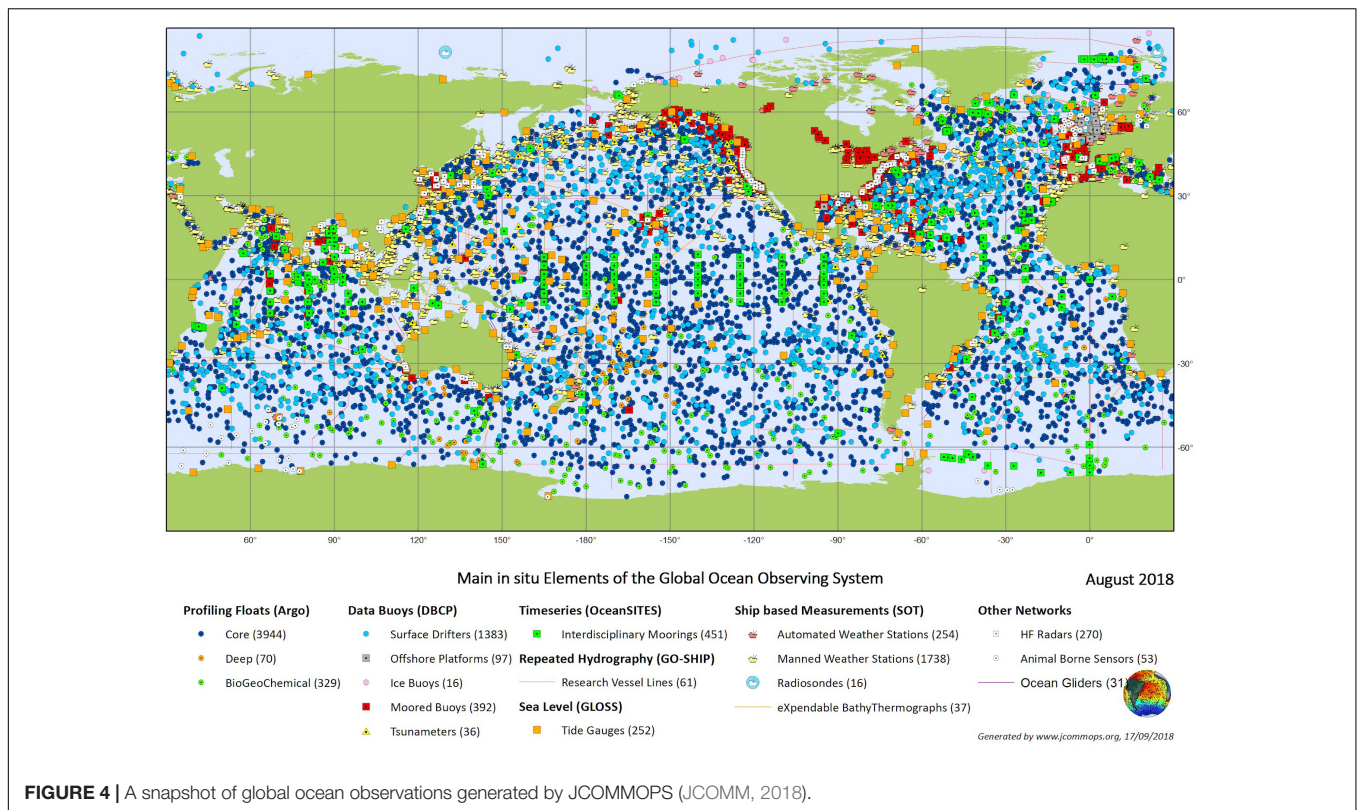 60°
30°
0°
-30°
-60°
60°
90°
120°
150°
-180°
-150°
-120°
-90°
-60°
-30°
0°
Main in situ Elements of the Global Ocean Observing System
August 2018
Profiling Floats (Argo)
Core (3944)
Deep (70)
BioGeoChemical (329)
Data Buoys (DBCP)
Surface Drifters (1383)
Offshore Platforms (97)
Ice Buoys (16)
Moored Buoys (392)
Tsunameters (36)
Timeseries (OceanSITES)
Interdisciplinary Moorings (451)
Repeated Hydrography (GO-SHIP)
Research Vessel Lines (61)
Sea Level (GLOSS)
Tide Gauges (252)
Ship based Measurements (SOT)
Automated Weather Stations (254)
Manned Weather Stations (1738)
Radiosondes (16)
eXpendable BathyThermographs (37)
Other Networks
HF Radars (270)
Animal Borne Sensors (53)
Ocean Gliders (31)
Generated by www.jcommops.org, 17/09/2018
FIGURE 4 | A snapshot of global ocean observations generated by JCOMMOPS (JCOMM, 2018).